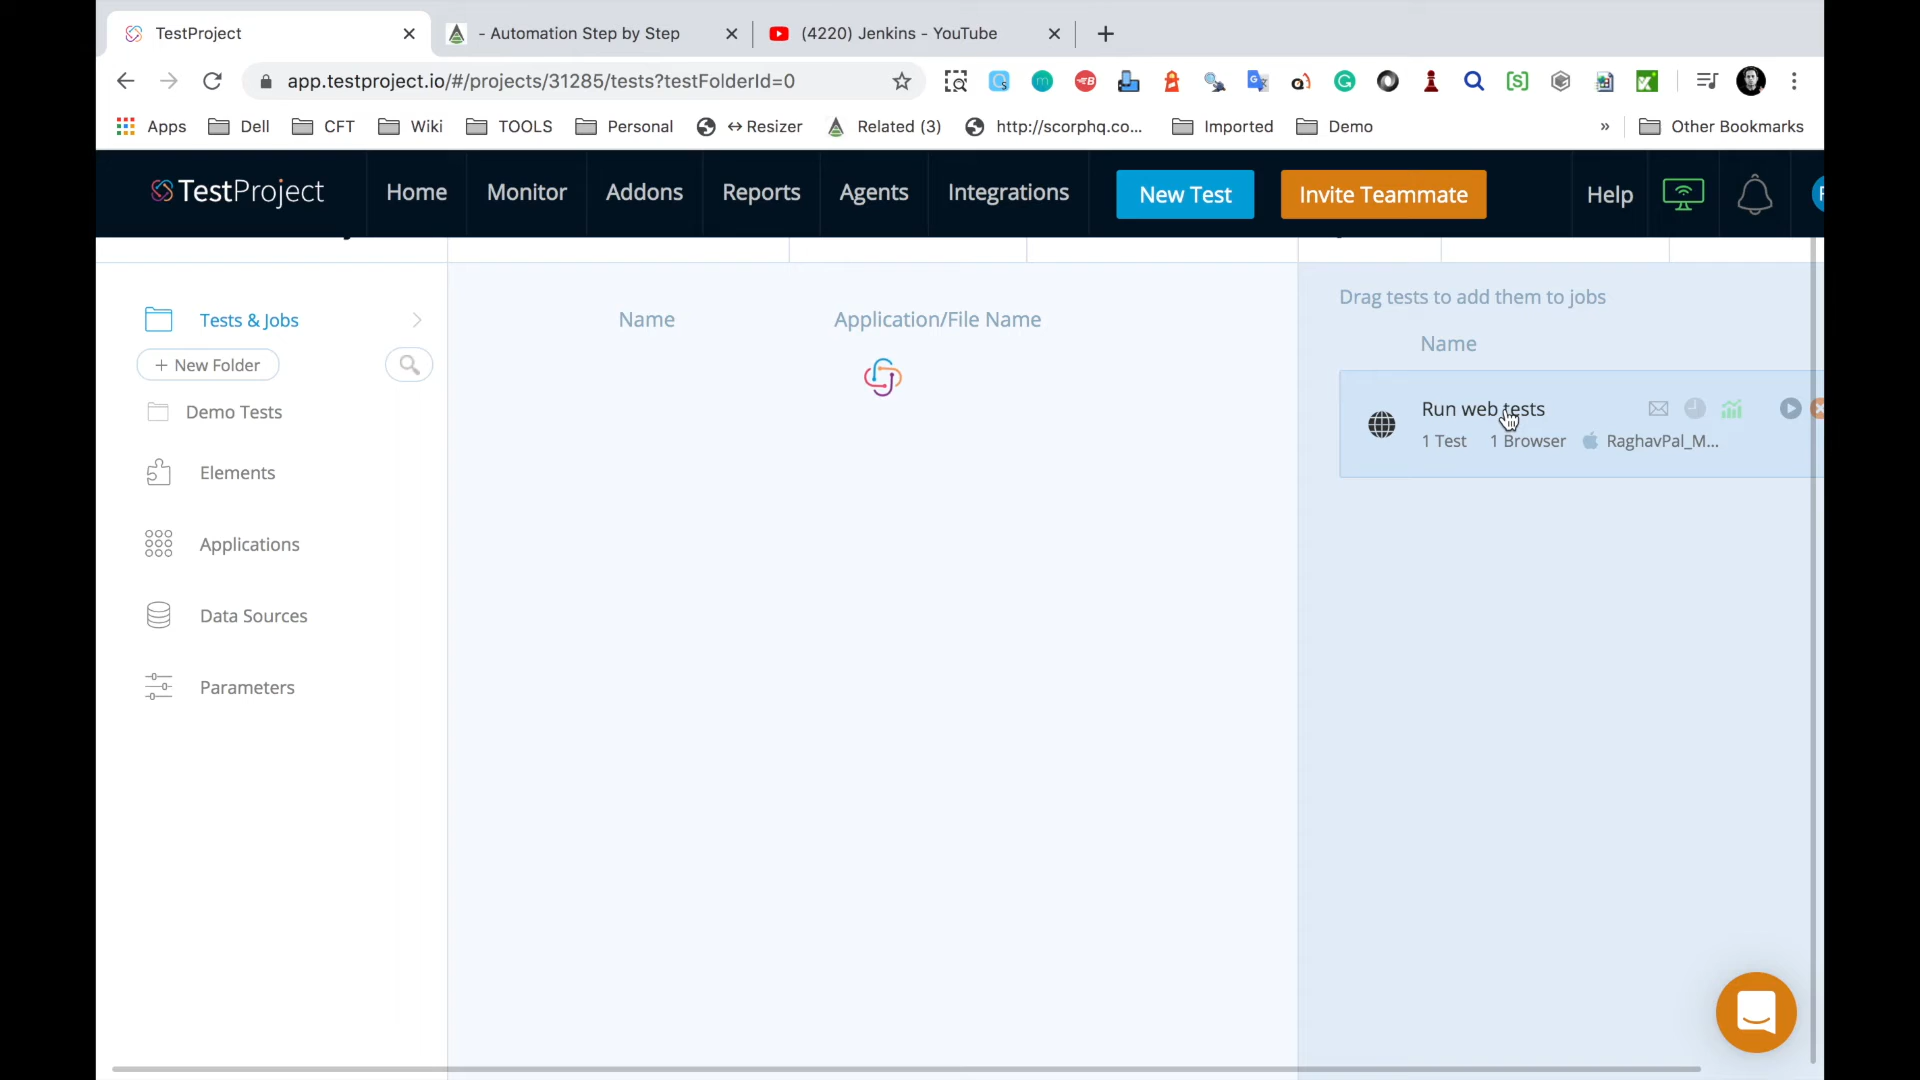 TestProject
- Automation Step by Step
(4220) Jenkins - YouTube
app.testproject.io/#/projects/31285/tests?testFolderId=0
Apps Dell CFT Wiki TOOLS Personal ↔Resizer Related (3) http://scorphq.co... Imported Demo » Other Bookmarks
TestProject Home Monitor Addons Reports Agents Integrations New Test Invite Teammate Help
Drag tests to add them to jobs
Tests & Jobs
Name Application/File Name
Name
+ New Folder
Demo Tests
Run web tests
1 Test 1 Browser RaghavPal_M...
Elements
Applications
Data Sources
Parameters